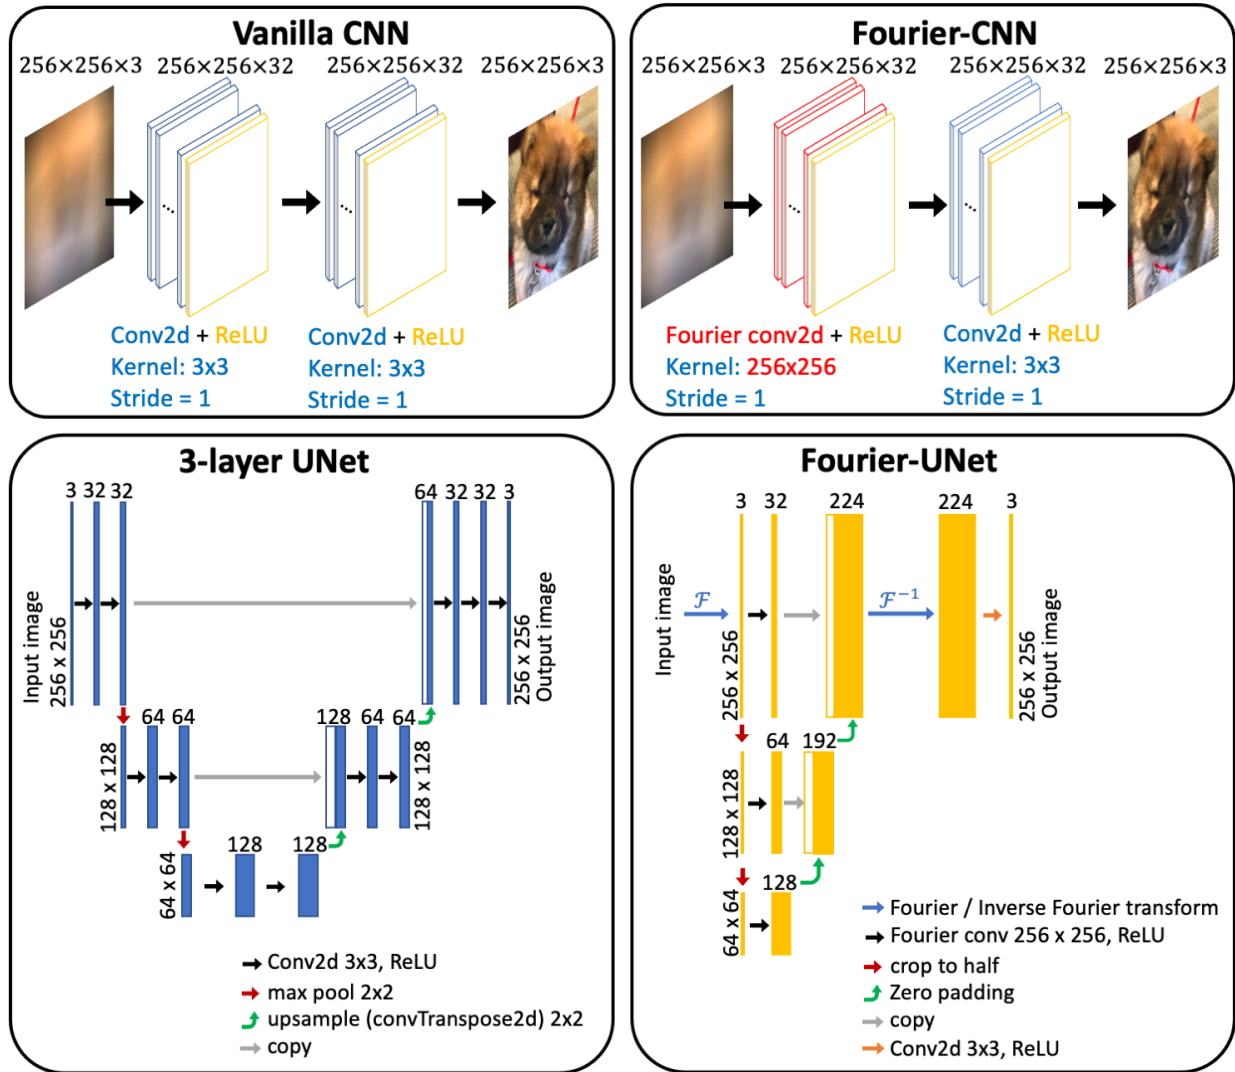 Vanilla CNN
256×256×3 256×256×32 256×256×32 256×256×3
...
...
Conv2d + ReLU
Kernel: 3x3
Stride = 1
Conv2d + ReLU
Kernel: 3x3
Stride = 1
Fourier-CNN
256×256×3 256×256×32 256×256×32 256×256×3
...
...
Fourier conv2d + ReLU
Kernel: 256x256
Stride = 1
Conv2d + ReLU
Kernel: 3x3
Stride = 1
3-layer UNet
3 32 32
64 32 32 3
Input image
256 x 256
256 x 256
Output image
64 64
128 64 64
128 x 128
128 x 128
128 128
64 x 64
Conv2d 3x3, ReLU
max pool 2x2
upsample (convTranspose2d) 2x2
copy
Fourier-UNet
3 32 224 224 3
Input image
ℱ
ℱ⁻¹
256 x 256
256 x 256
Output image
64 192
128 x 128
128
64 x 64
Fourier / Inverse Fourier transform
Fourier conv 256 x 256, ReLU
crop to half
Zero padding
copy
Conv2d 3x3, ReLU